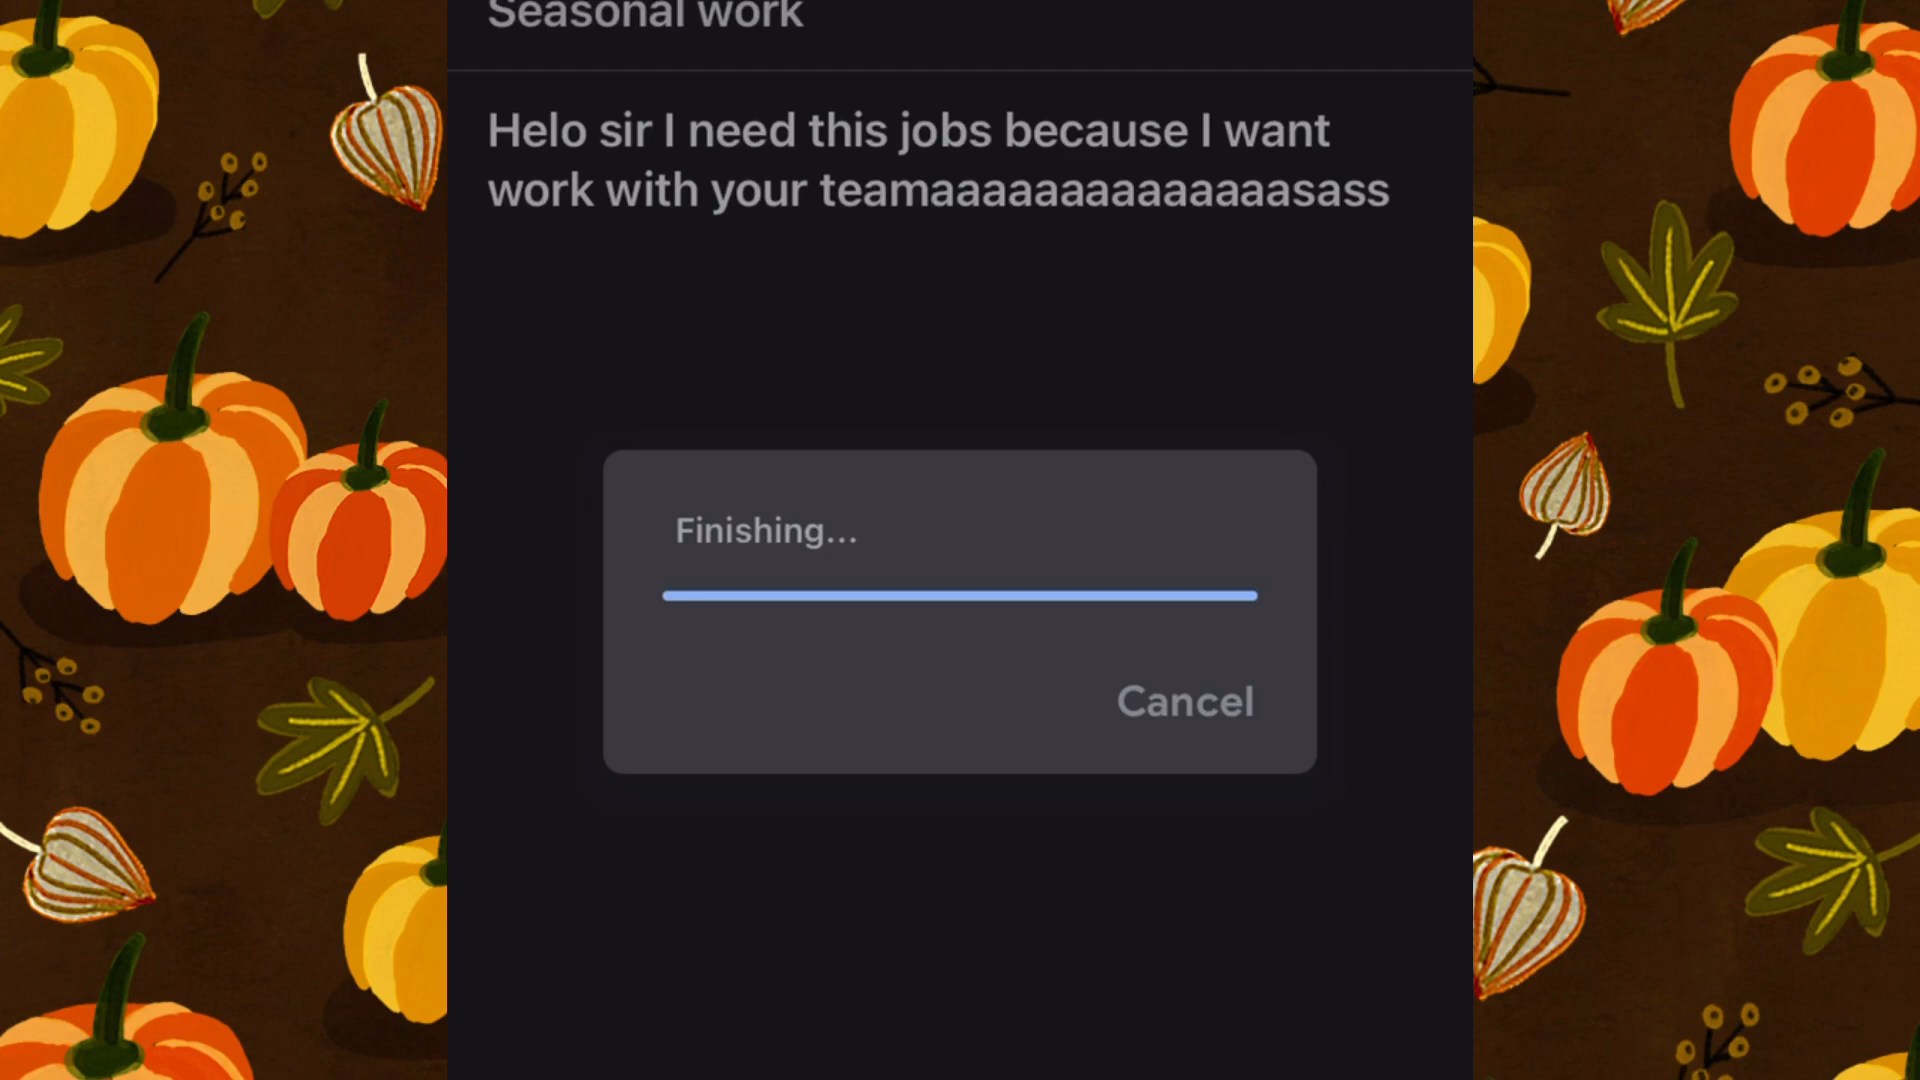 Seasonal work
Helo sir I need this jobs because I want
work with your teamaaaaaaaaaaaaaasass
Finishing...
Cancel